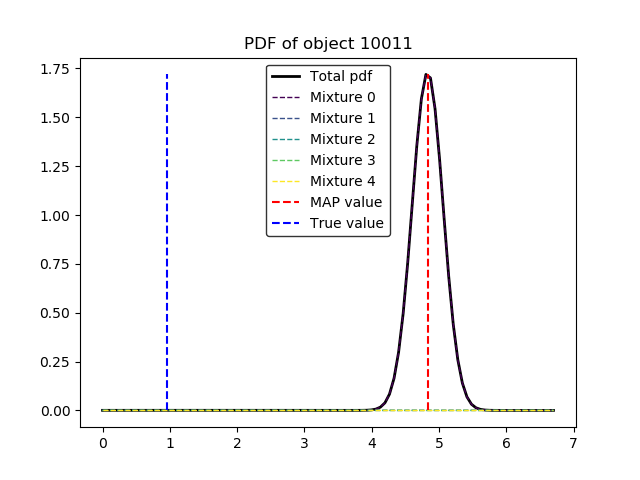 PDF of object 10011
1.75
1.50
1.25
1.00
0.75
0.50
0.25
0.00
Total pdf
Mixture 0
Mixture 1
Mixture 2
Mixture 3
Mixture 4
MAP value
True value
0 1 2 3 4 5 6 7